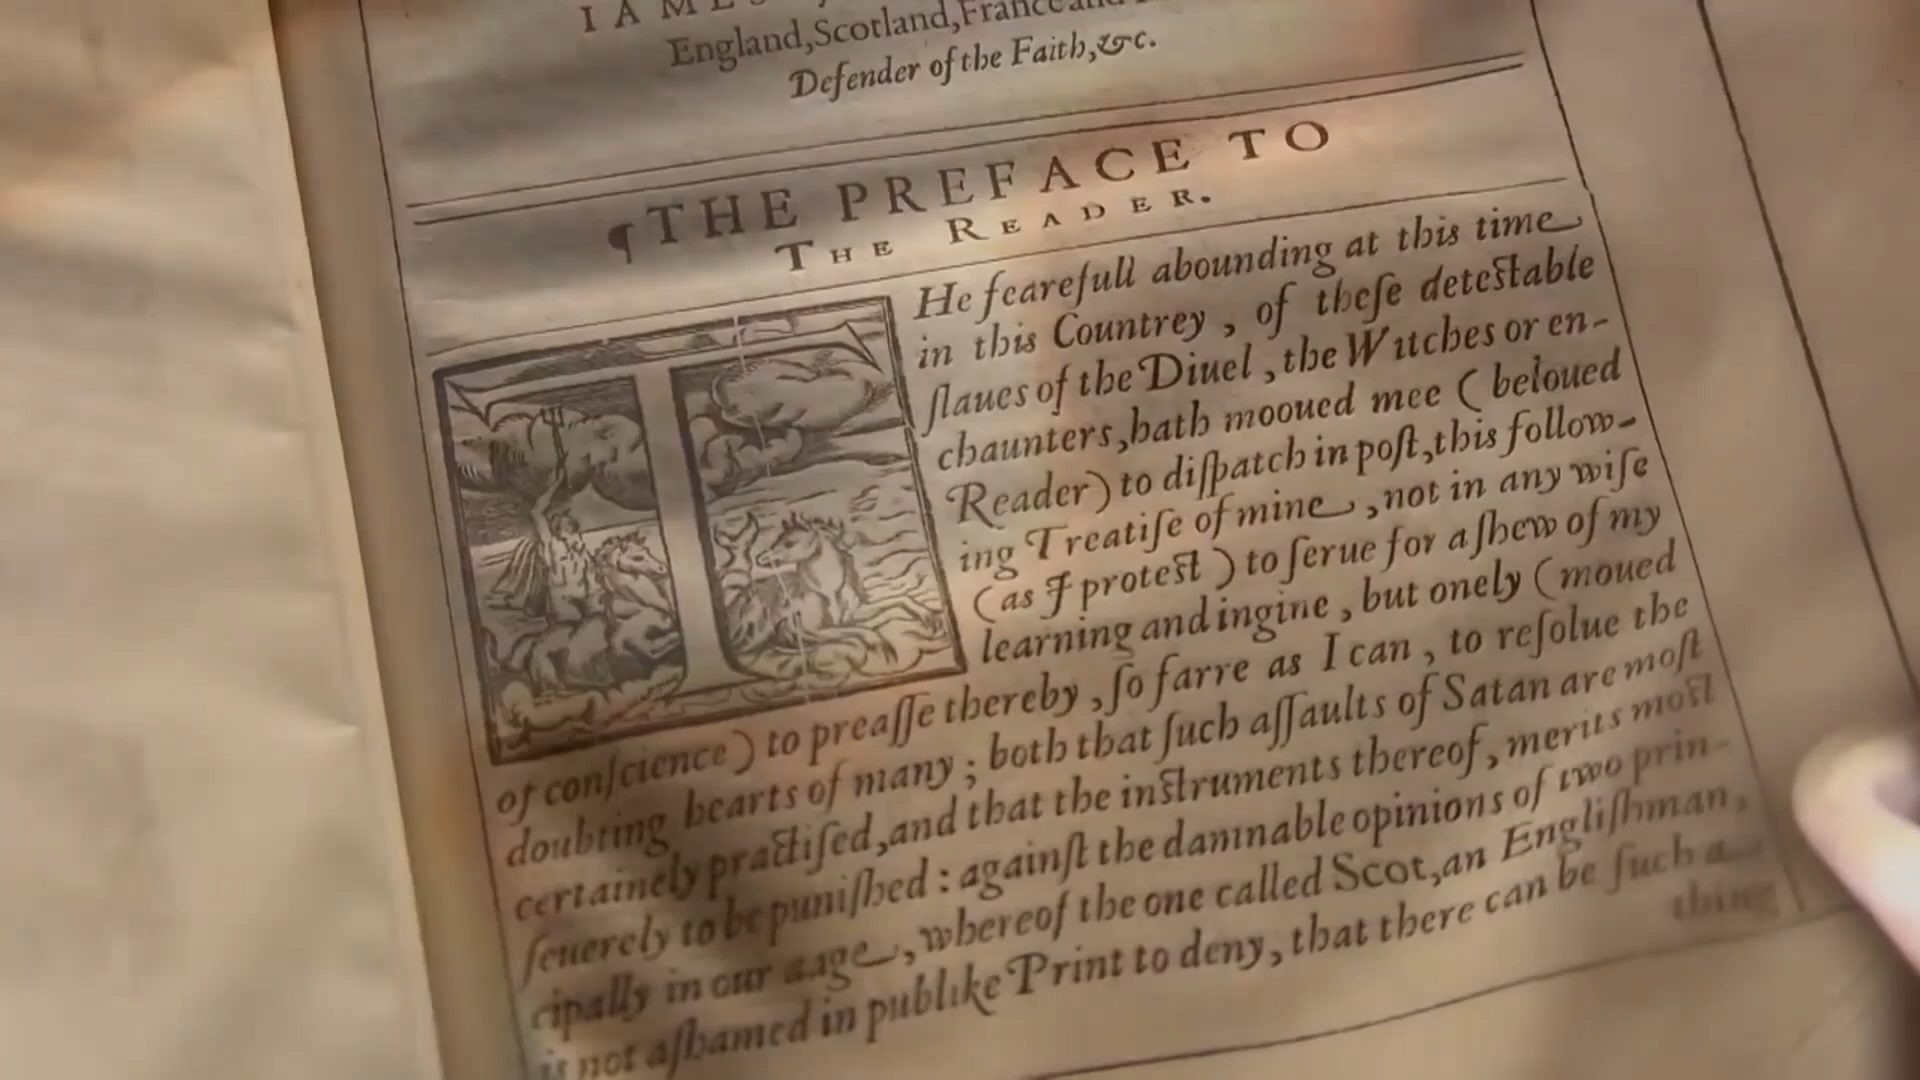 England,Scotland,France and
Defender of the Faith,&c.
¶THE PREFACE TO
THE READER.
THe fearefull abounding at this time
in this Countrey, of theſe deteſtable
ſlaues of the Diuel, the Witches or en-
chaunters, hath mooued mee (beloued
Reader) to diſpatch in poſt, this follow-
ing Treatiſe of mine, not in any wiſe
(as I proteſt) to ſerue for a ſhew of my
learning and ingine, but onely (moued
of conſcience) to preaſſe thereby, ſo farre as I can, to reſolue the
doubting hearts of many; both that ſuch aſſaults of Satan are moſt
certainely practiſed, and that the inſtruments thereof, merits moſt
ſeuerely to be puniſhed: againſt the damnable opinions of two prin-
cipally in our aage, whereof the one called Scot, an Engliſhman,
is not aſhamed in publike Print to deny, that there can be ſuch a
thing